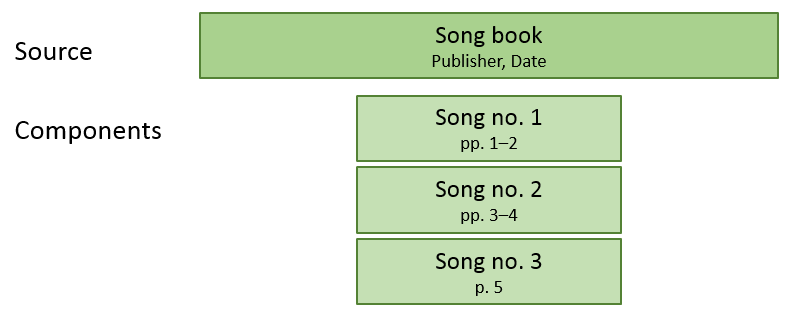 Source
Song book
Publisher, Date
Components
Song no. 1
pp. 1–2
Song no. 2
pp. 3–4
Song no. 3
p. 5